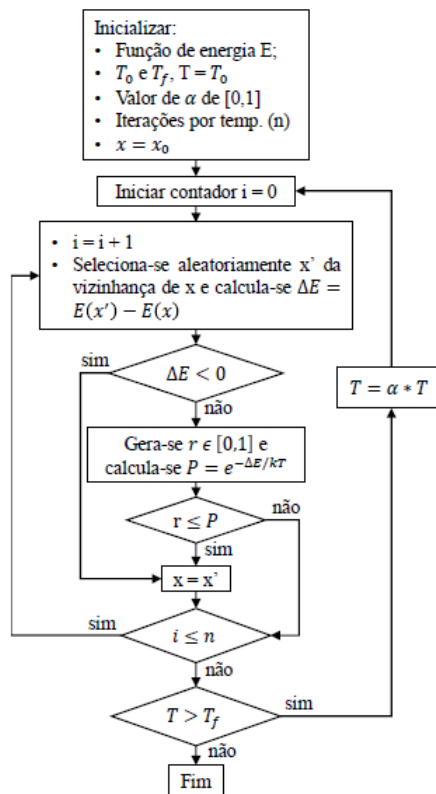 Inicializar:
• Função de energia E;
• T₀ e T_f, T = T₀
• Valor de α de [0,1]
• Iterações por temp. (n)
• x = x₀
Iniciar contador i = 0
• i = i + 1
• Seleciona-se aleatoriamente x’ da
vizinhança de x e calcula-se ΔE =
E(x′) − E(x)
sim
ΔE < 0
não
T = α ∗ T
Gera-se r ϵ [0,1] e
calcula-se P = e^{−ΔE/kT}
não
r ≤ P
sim
x = x’
sim
i ≤ n
não
sim
T > T_f
não
Fim